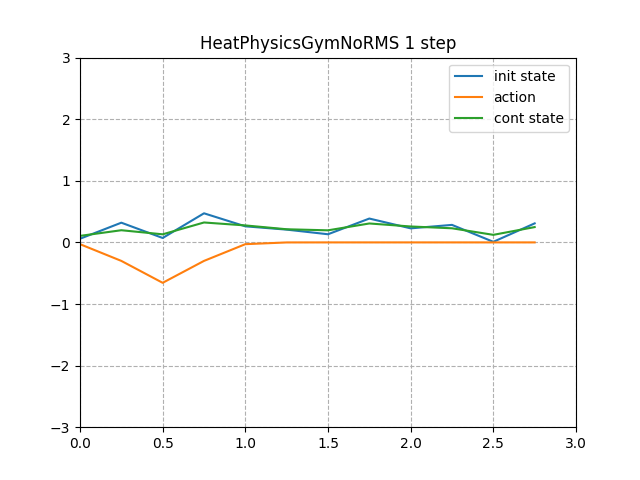 HeatPhysicsGymNoRMS 1 step
init state
action
cont state
3
2
1
0
−1
−2
−3
0.0 0.5 1.0 1.5 2.0 2.5 3.0